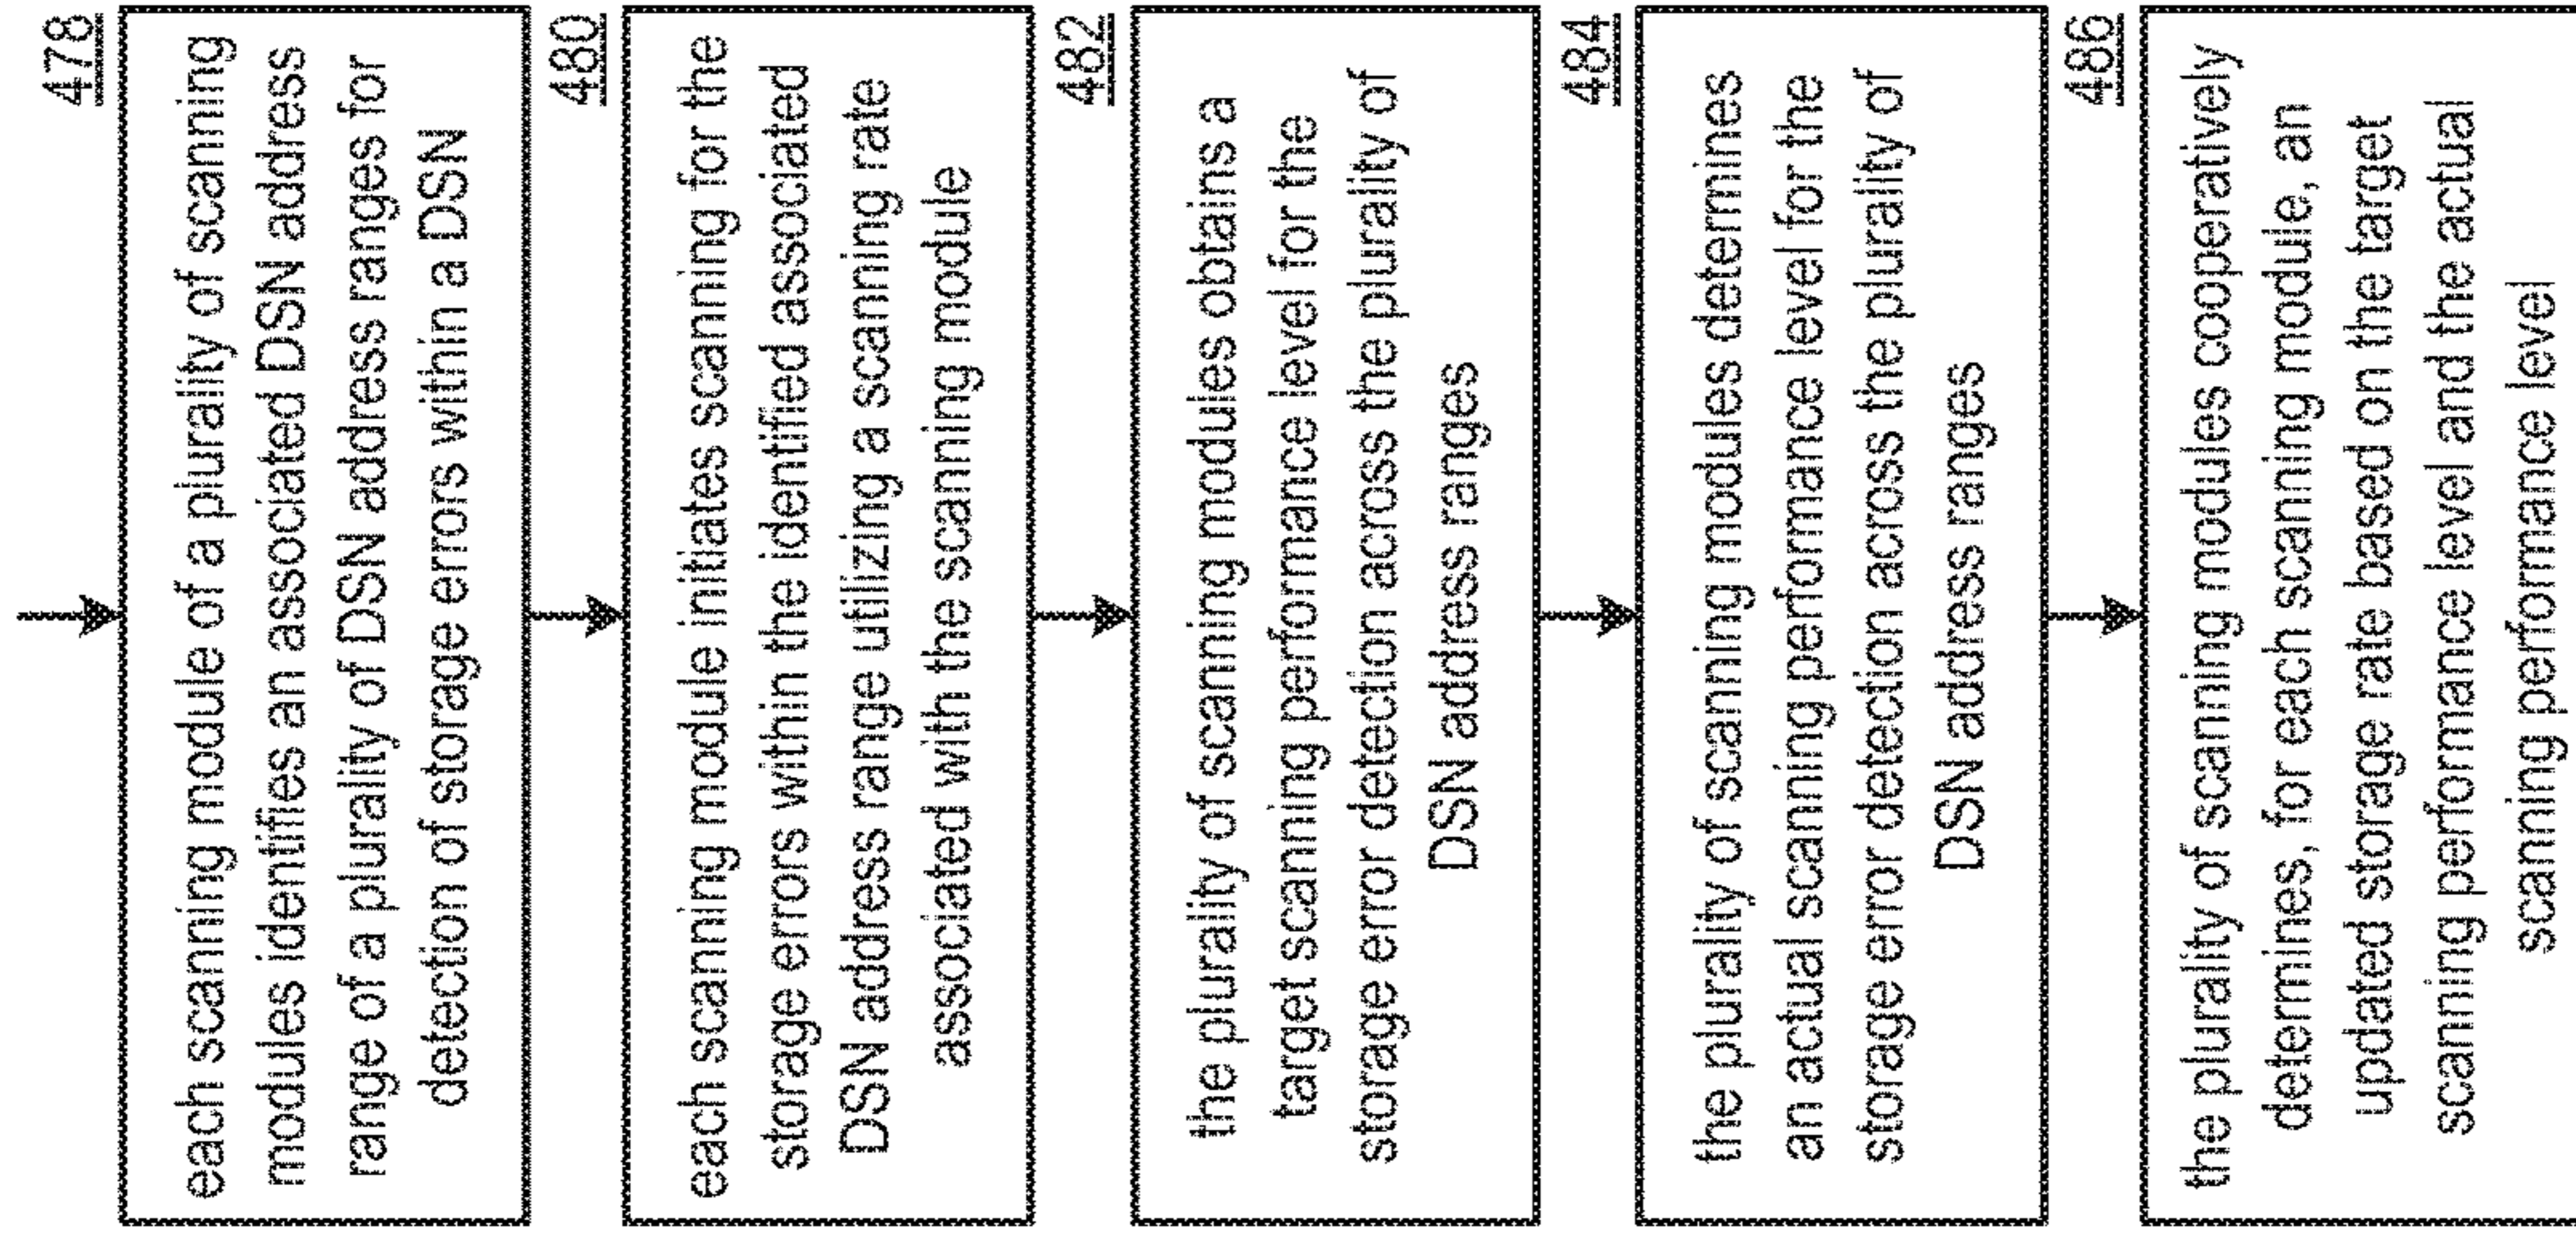 478
each scanning module of a plurality of scanning
modules identifies an associated DSN address
range of a plurality of DSN address ranges for
detection of storage errors within a DSN
480
each scanning module initiates scanning for the
storage errors within the identified associated
DSN address range utilizing a scanning rate
associated with the scanning module
482
the plurality of scanning modules obtains a
target scanning performance level for the
storage error detection across the plurality of
DSN address ranges
484
the plurality of scanning modules determines
an actual scanning performance level for the
storage error detection across the plurality of
DSN address ranges
486
the plurality of scanning modules cooperatively
determines, for each scanning module, an
updated storage rate based on the target
scanning performance level and the actual
scanning performance level